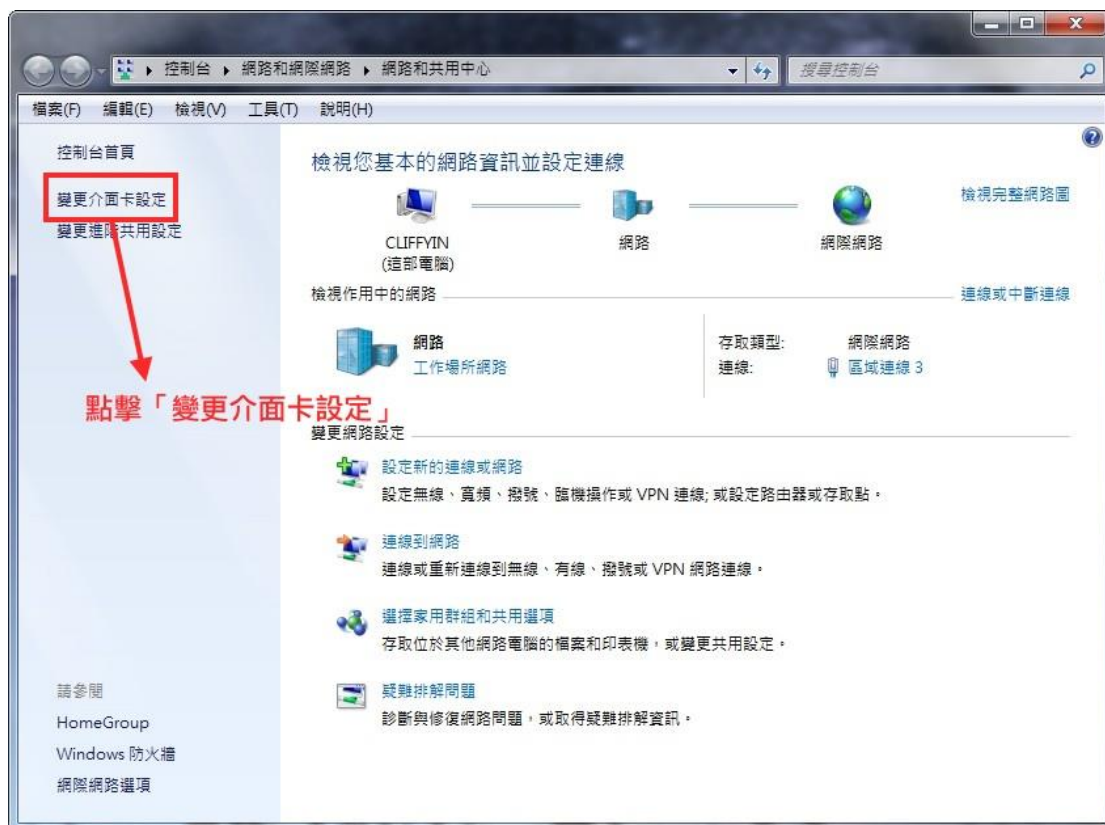 控制台 ▸ 網路和網際網路 ▸ 網路和共用中心
搜尋控制台
檔案(F) 編輯(E) 檢視(V) 工具(T) 說明(H)
控制台首頁
變更介面卡設定
變更進階共用設定
點擊「變更介面卡設定」
檢視您基本的網路資訊並設定連線
檢視完整網路圖
CLIFFYIN
(這部電腦)
網路
網際網路
檢視作用中的網路
連線或中斷連線
網路
工作場所網路
存取類型: 網際網路
連線: 區域連線 3
變更網路設定
設定新的連線或網路
設定無線、寬頻、撥號、臨機操作或 VPN 連線; 或設定路由器或存取點。
連線到網路
連線或重新連線到無線、有線、撥號或 VPN 網路連線。
選擇家用群組和共用選項
存取位於其他網路電腦的檔案和印表機，或變更共用設定。
疑難排解問題
診斷與修復網路問題，或取得疑難排解資訊。
請參閱
HomeGroup
Windows 防火牆
網際網路選項